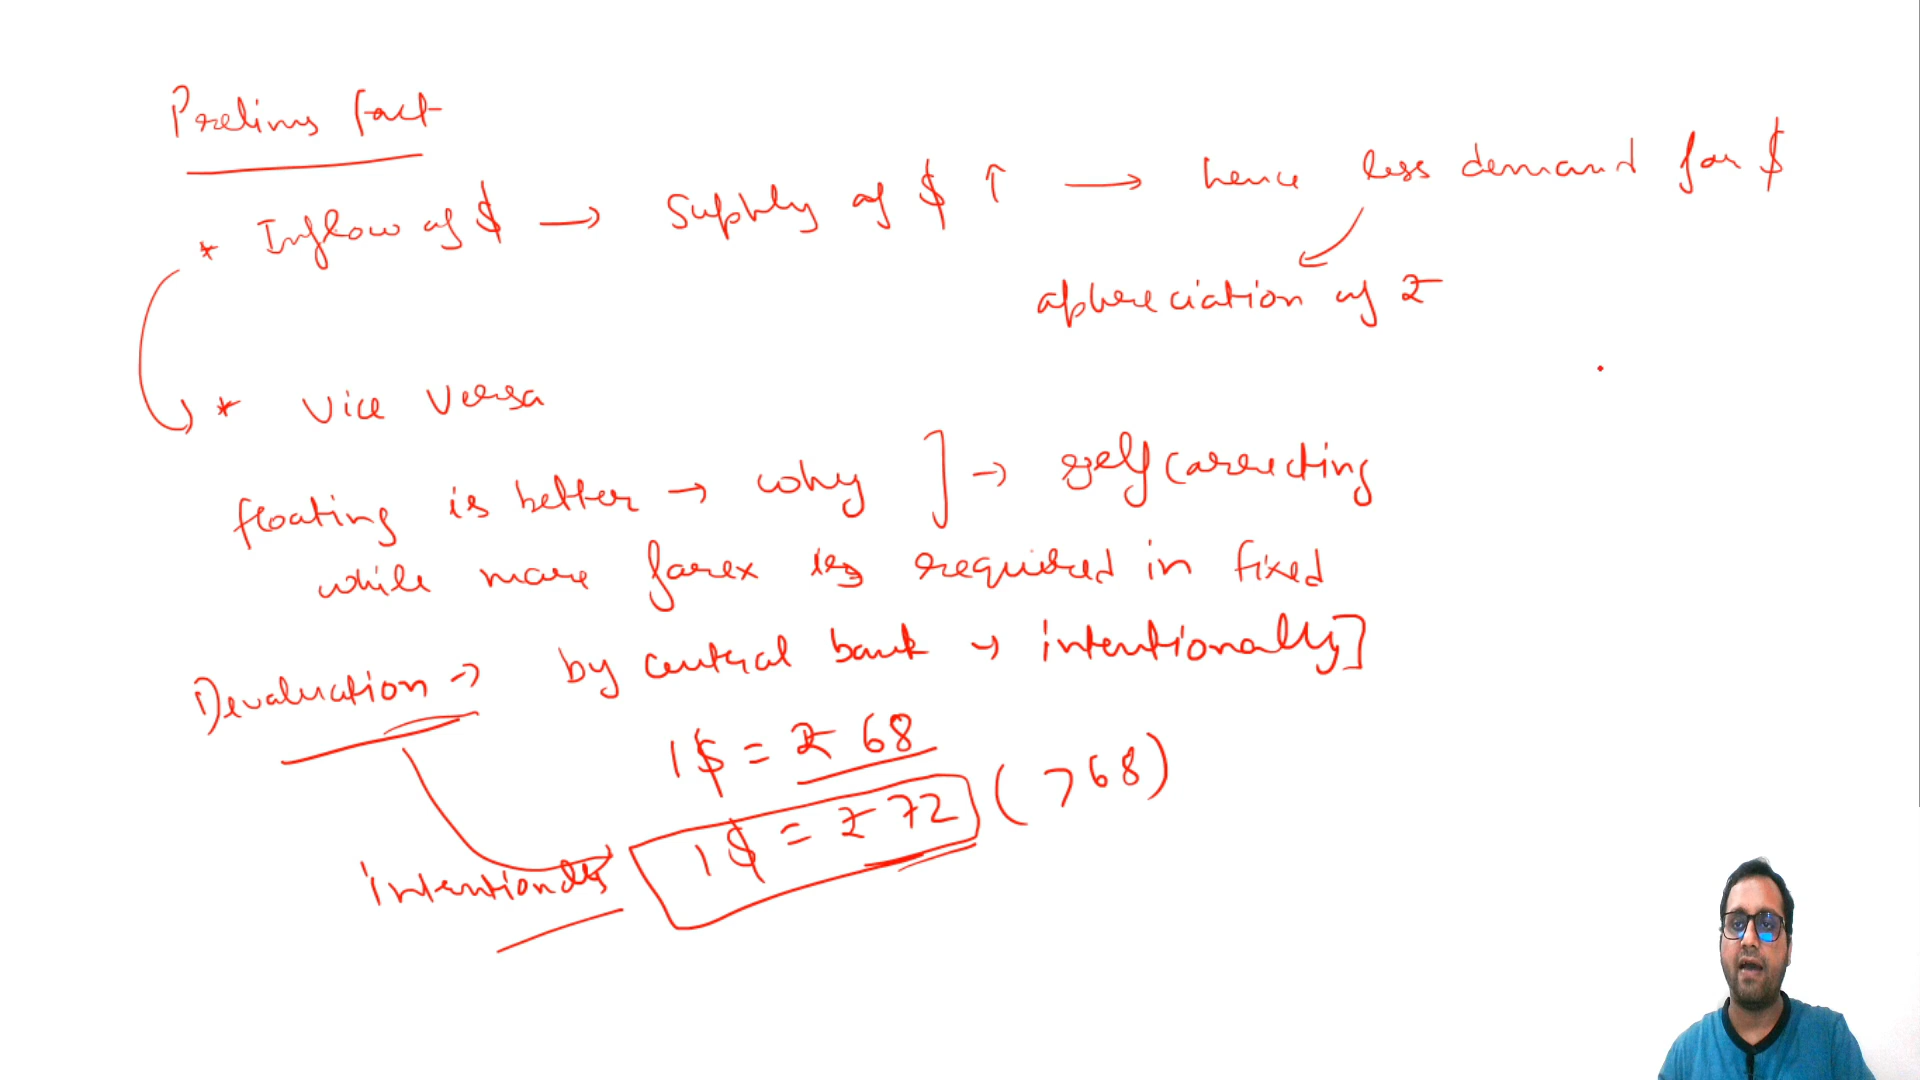 Prelims fact
* Inflow of $ → Supply of $ ↑ → hence less demand for $
appreciation of ₹
* Vice Versa
floating is better → why ] → self correcting
while more forex is required in fixed
Devaluation → by central bank → intentionally]
1$ = ₹ 68
1$ = ₹ 72 (>68)
intentionally